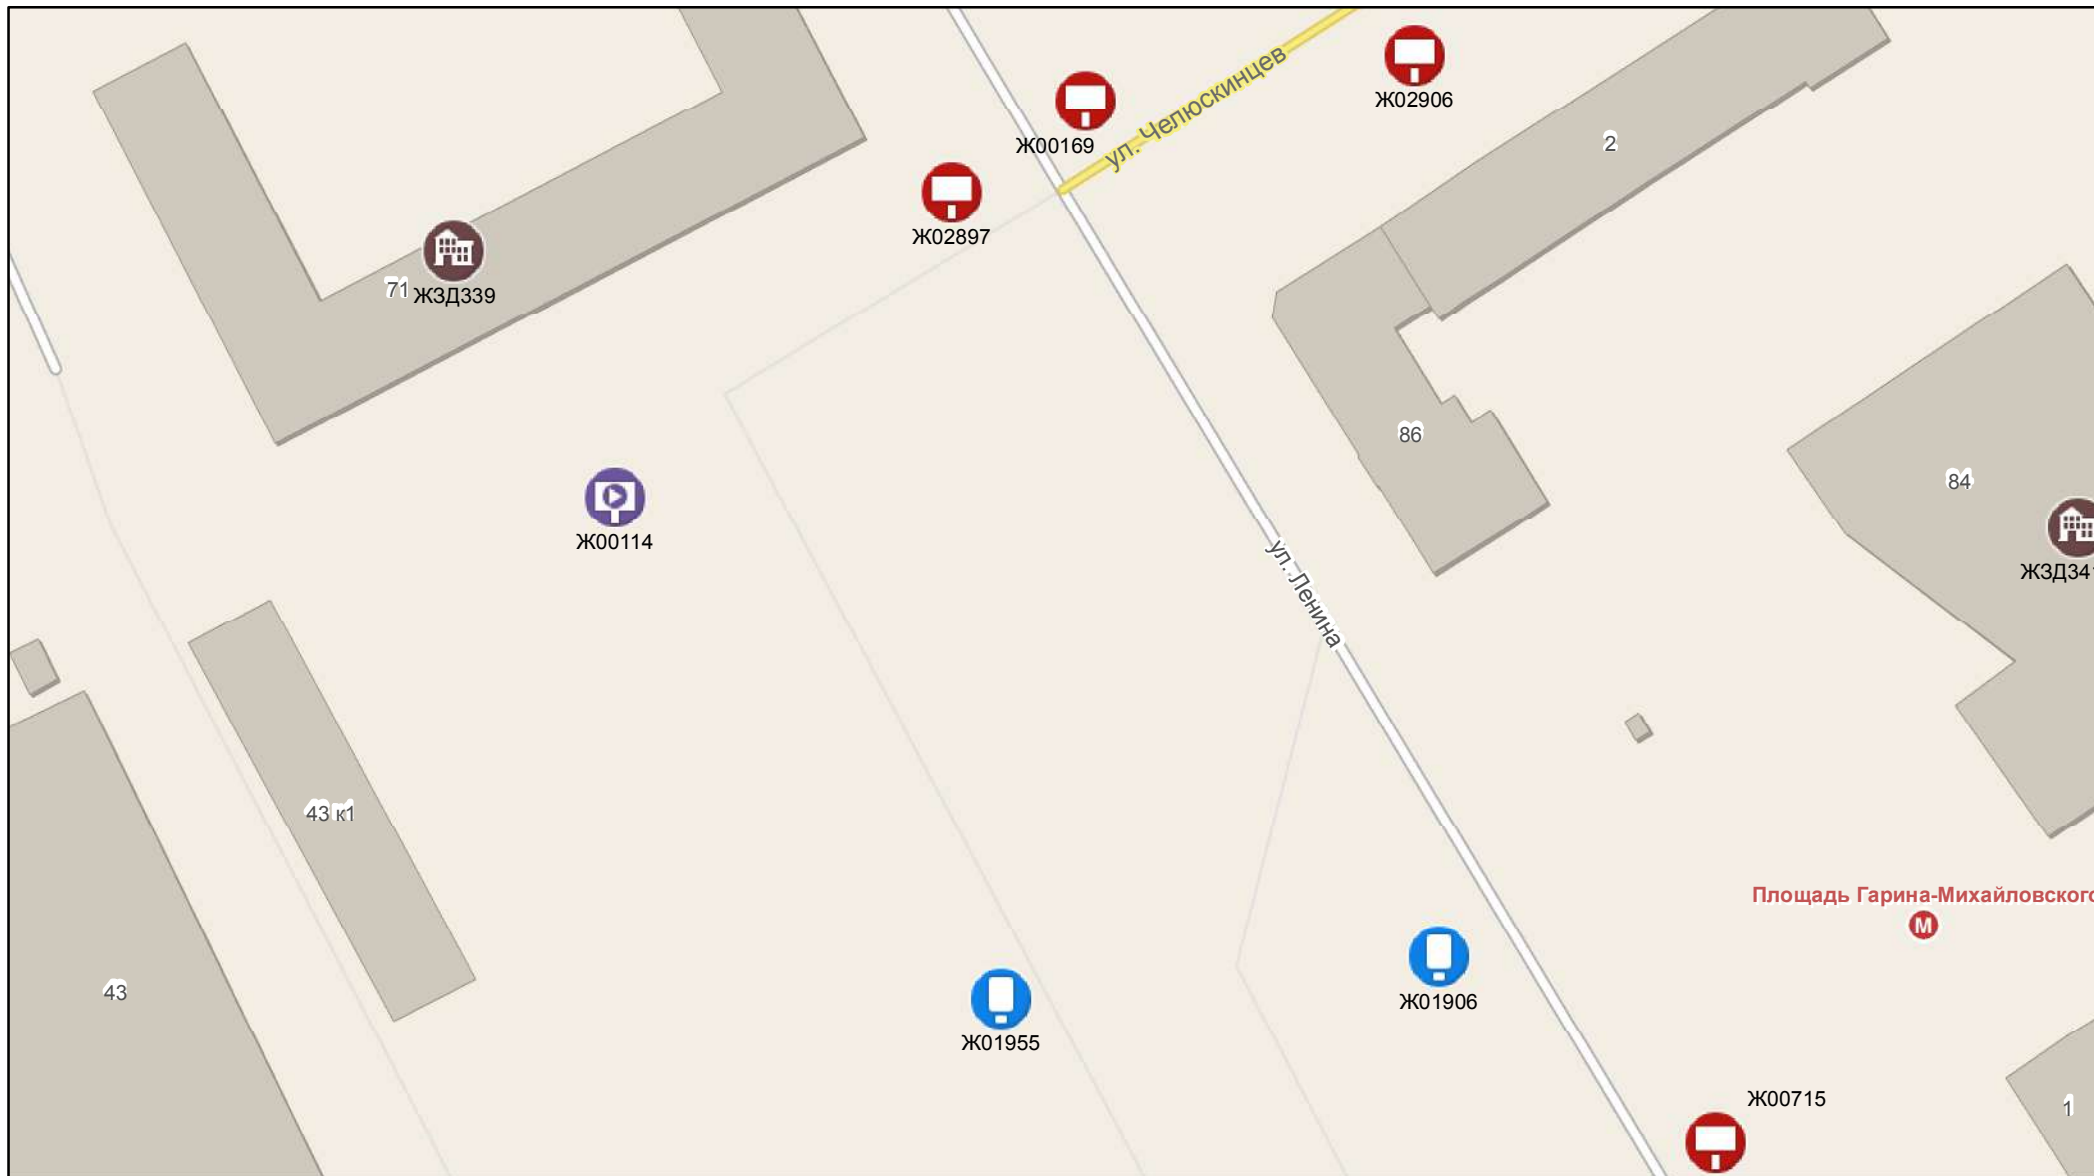 Ж02906
ул. Челюскинцев
Ж00169
2
Ж02897
71
ЖЗД339
86
84
Ж00114
ЖЗД34
ул. Ленина
43 к1
Площадь Гарина-Михайловского
М
43
Ж01906
Ж01955
Ж00715
1